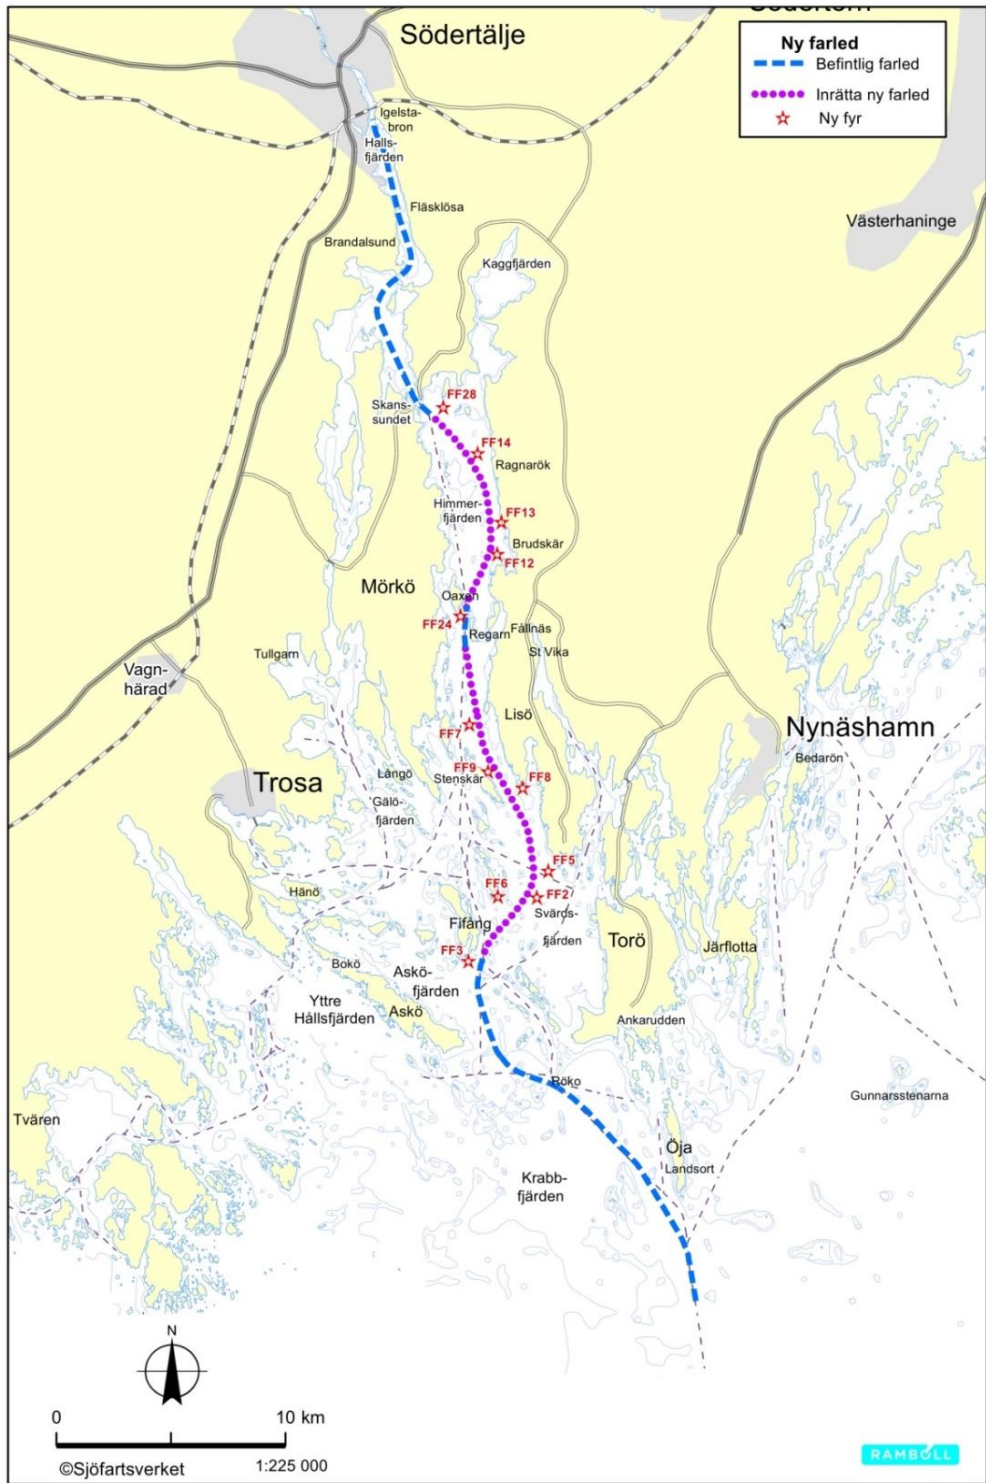 Södertälje
Södertörn
Ny farled
Befintlig farled
Inrätta ny farled
Ny fyr
Igelsta-
bron
Halls-
fjärden
Fläsklösa
Västerhaninge
Brandalsund
Kaggfjärden
FF28
Skans-
sundet
FF14
Ragnarök
Himmer-
fjärden
FF13
Brudskär
FF12
Mörkö
Oaxen
FF24
Regarn
Fållnäs
St Vika
Tullgarn
Vagn-
härad
Lisö
FF7
Nynäshamn
Bedarön
FF9
Stenskär
Långö
FF8
Trosa
Gälö-
fjärden
FF5
FF6
FF2
Hänö
Svärds-
fjärden
Fifång
Torö
Järflotta
FF3
Bokö
Askö-
fjärden
Yttre
Hållsfjärden
Askö
Ankarudden
Röko
Gunnarsstenarna
Tvären
Öja
Landsort
Krabb-
fjärden
N
0 10 km
©Sjöfartsverket 1:225 000
RAMBOLL